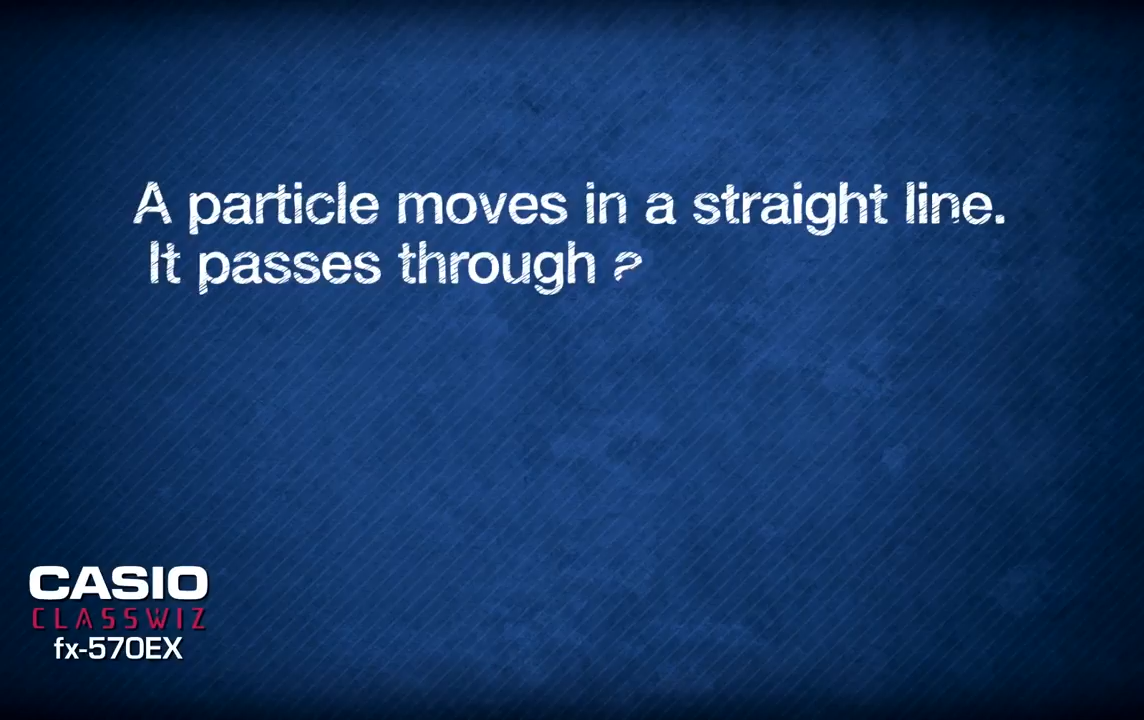 A particle moves in a straight line.
It passes through
CASIO
CLASSWIZ
fx-570EX